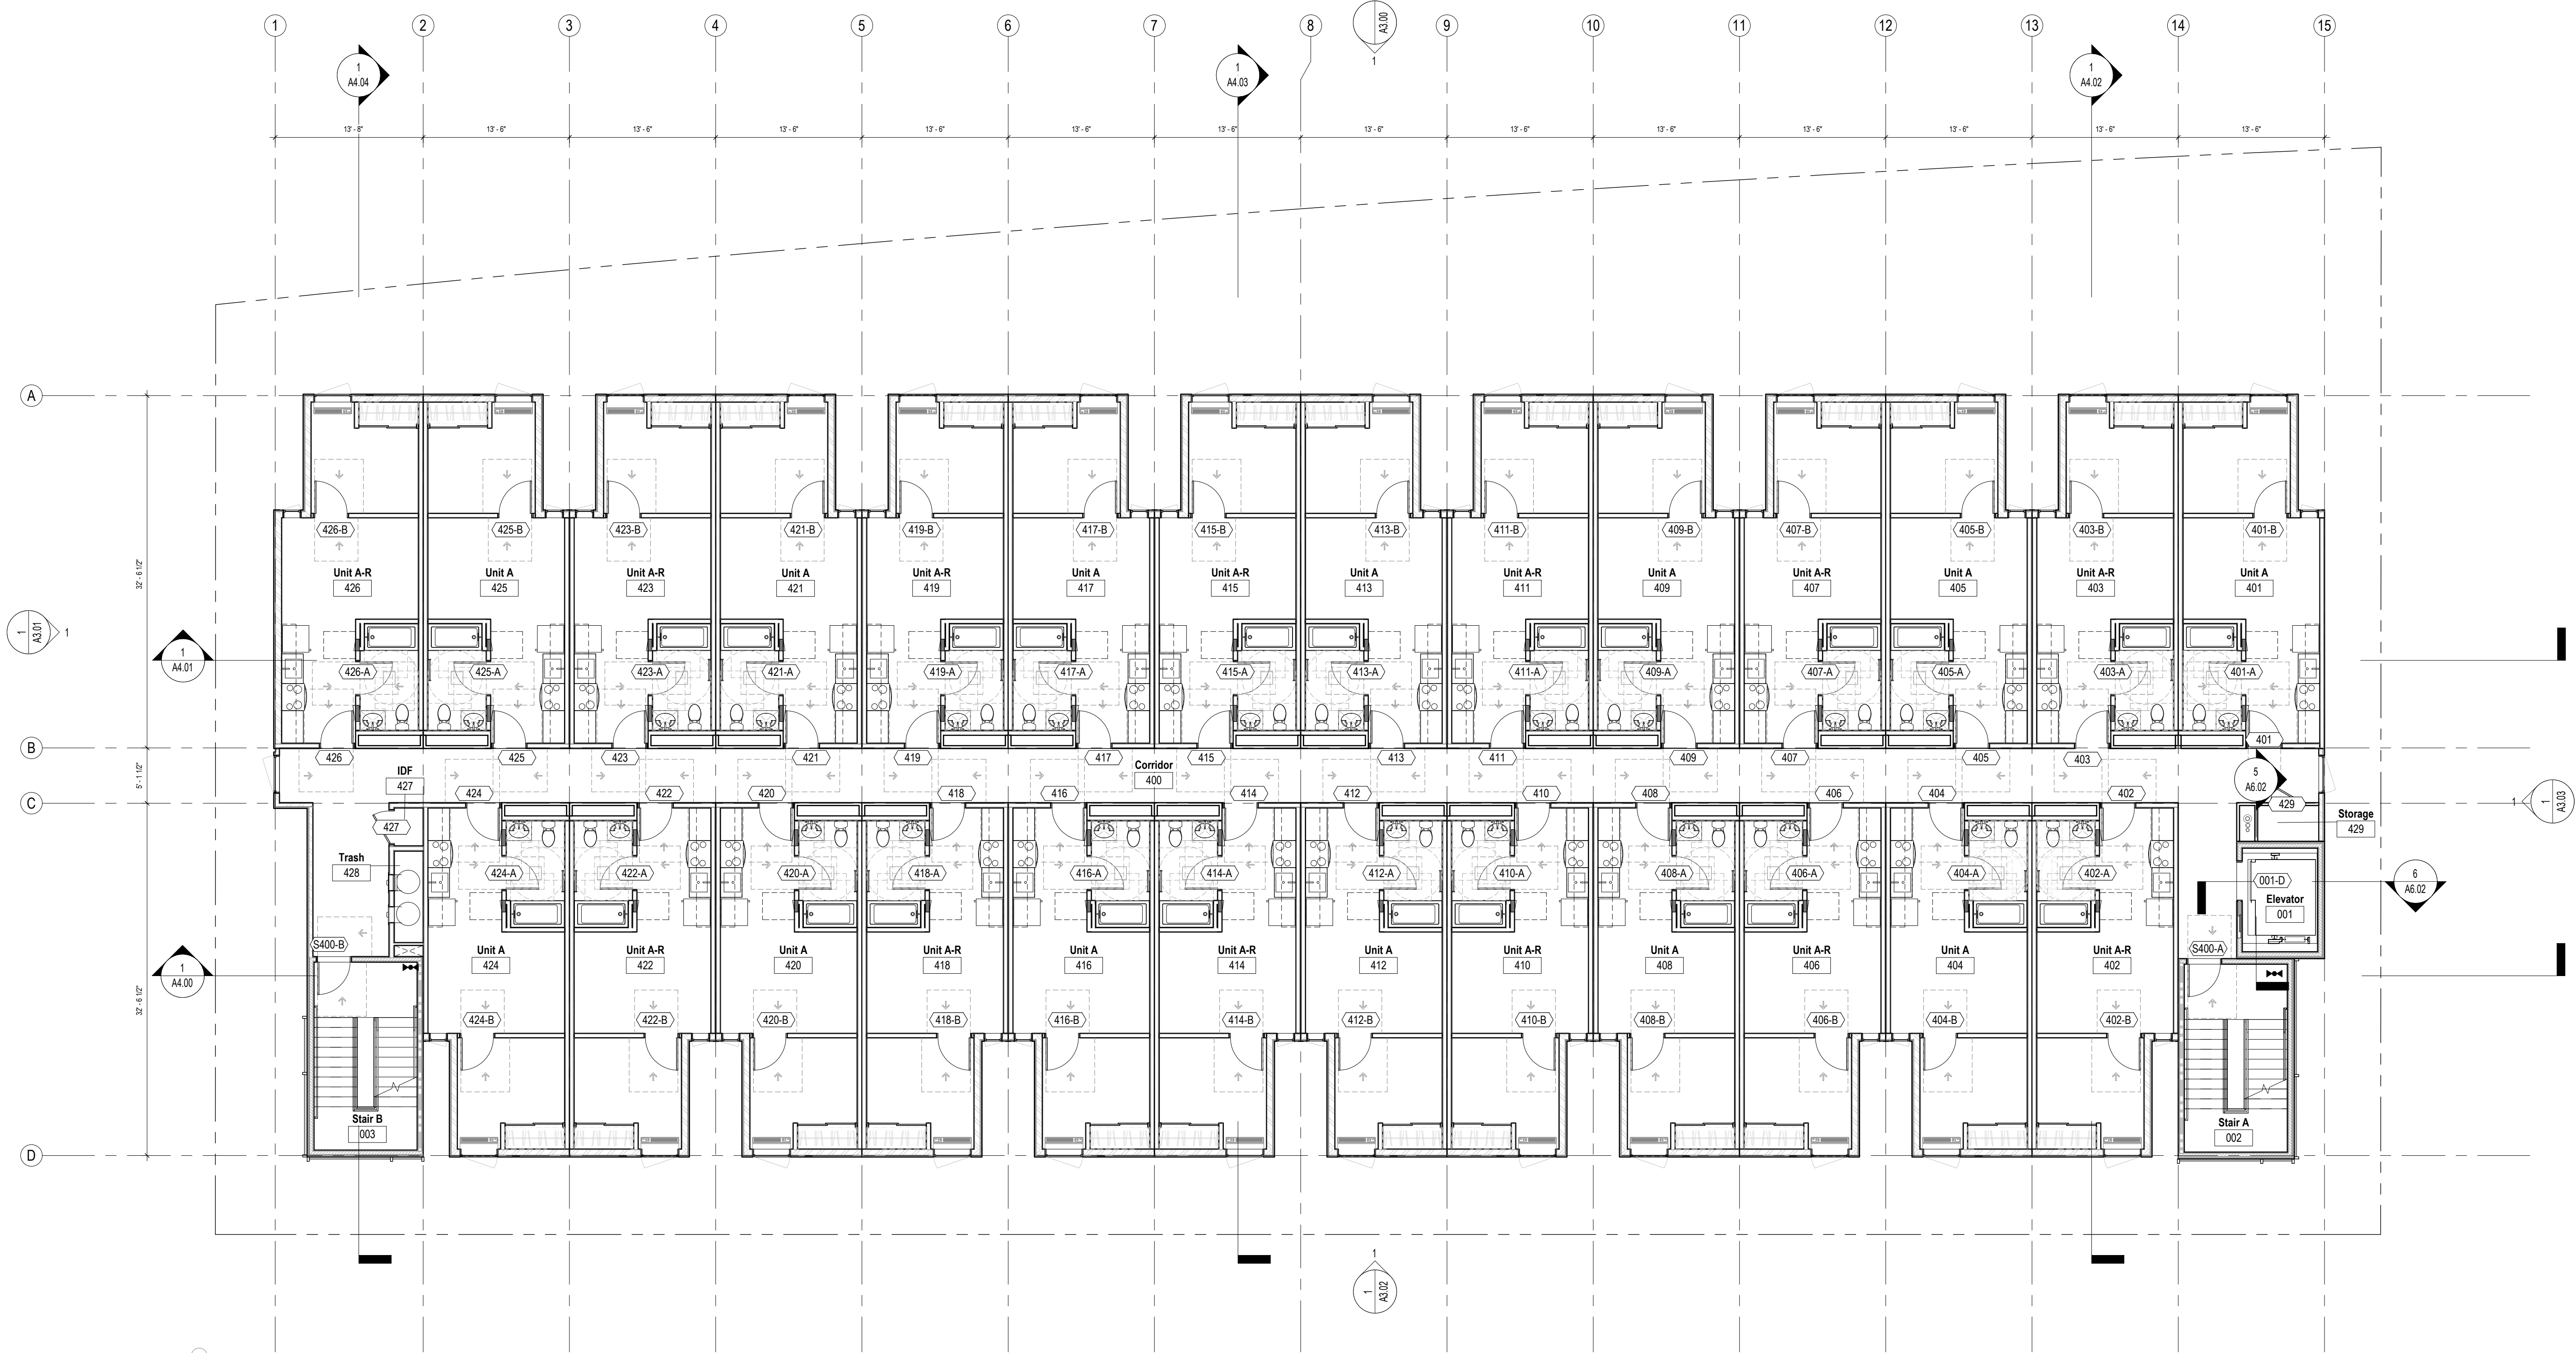 1 2 3 4 5 6 7 8 9 10 11 12 13 14 15
A3.00
1
1 1 1
A4.04 A4.03 A4.02
13' - 8" 13' - 6" 13' - 6" 13' - 6" 13' - 6" 13' - 6" 13' - 6" 13' - 6" 13' - 6" 13' - 6" 13' - 6" 13' - 6" 13' - 6" 13' - 6"
A
426-B 425-B 423-B 421-B 419-B 417-B 415-B 413-B 411-B 409-B 407-B 405-B 403-B 401-B
32' - 6 1/2"
Unit A-R Unit A Unit A-R Unit A Unit A-R Unit A Unit A-R Unit A Unit A-R Unit A Unit A-R Unit A Unit A-R Unit A
426 425 423 421 419 417 415 413 411 409 407 405 403 401
1
A3.01
1
1
A4.01
426-A 425-A 423-A 421-A 419-A 417-A 415-A 413-A 411-A 409-A 407-A 405-A 403-A 401-A
B
426 425 423 421 419 417 415 413 411 409 407 405 403 401
5' - 1 1/2"
IDF
427
Corridor
400
5
A6.02
C
424 422 420 418 416 414 412 410 408 406 404 402 429
1
1
A3.03
427
Storage
429
Trash
428
424-A 422-A 420-A 418-A 416-A 414-A 412-A 410-A 408-A 406-A 404-A 402-A
001-D
6
A6.02
Elevator
001
S400-B
S400-A
Unit A Unit A-R Unit A Unit A-R Unit A Unit A-R Unit A Unit A-R Unit A Unit A-R Unit A Unit A-R
424 422 420 418 416 414 412 410 408 406 404 402
1
A4.00
32' - 6 1/2"
424-B 422-B 420-B 418-B 416-B 414-B 412-B 410-B 408-B 406-B 404-B 402-B
Stair B
003
Stair A
002
D
1
1
A3.02